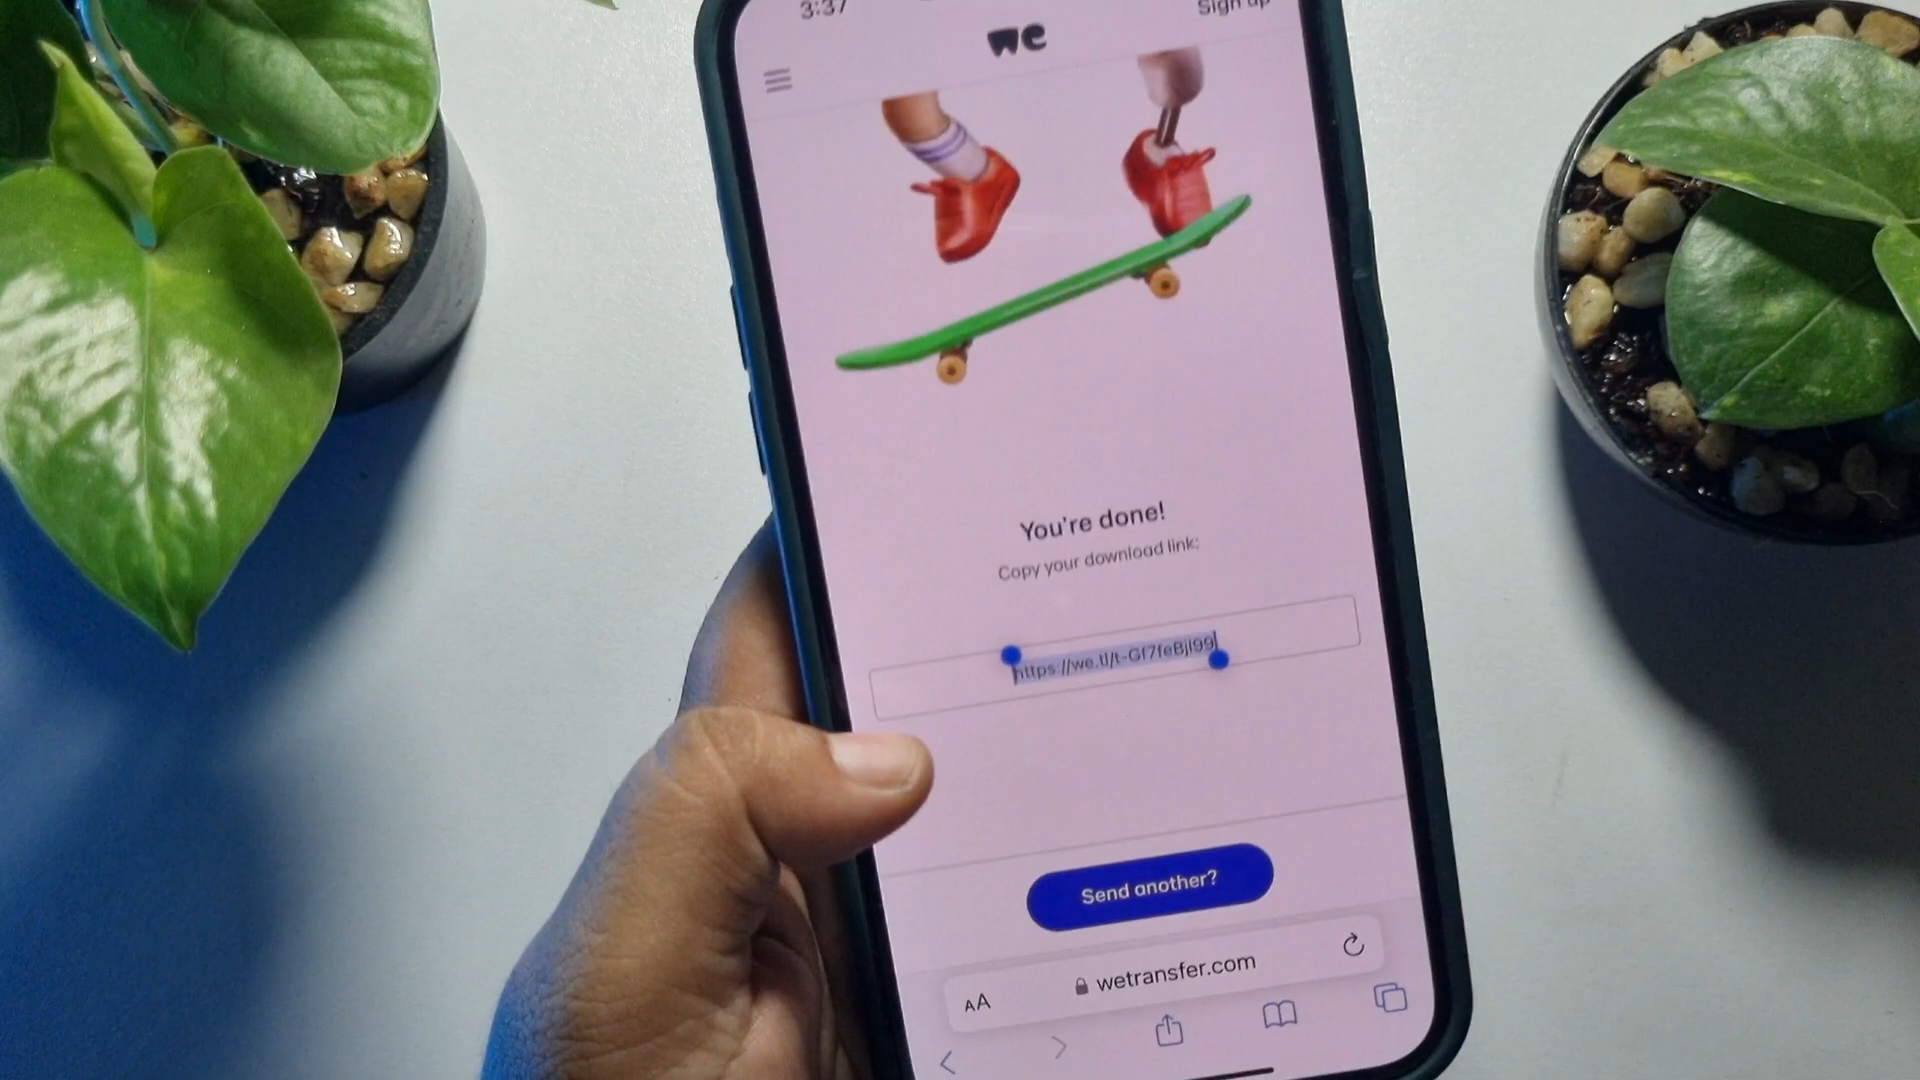 3:37
Sign up
we
You're done!
Copy your download link:
https://we.tl/t-Gf7feBjI99
Send another?
AA
wetransfer.com